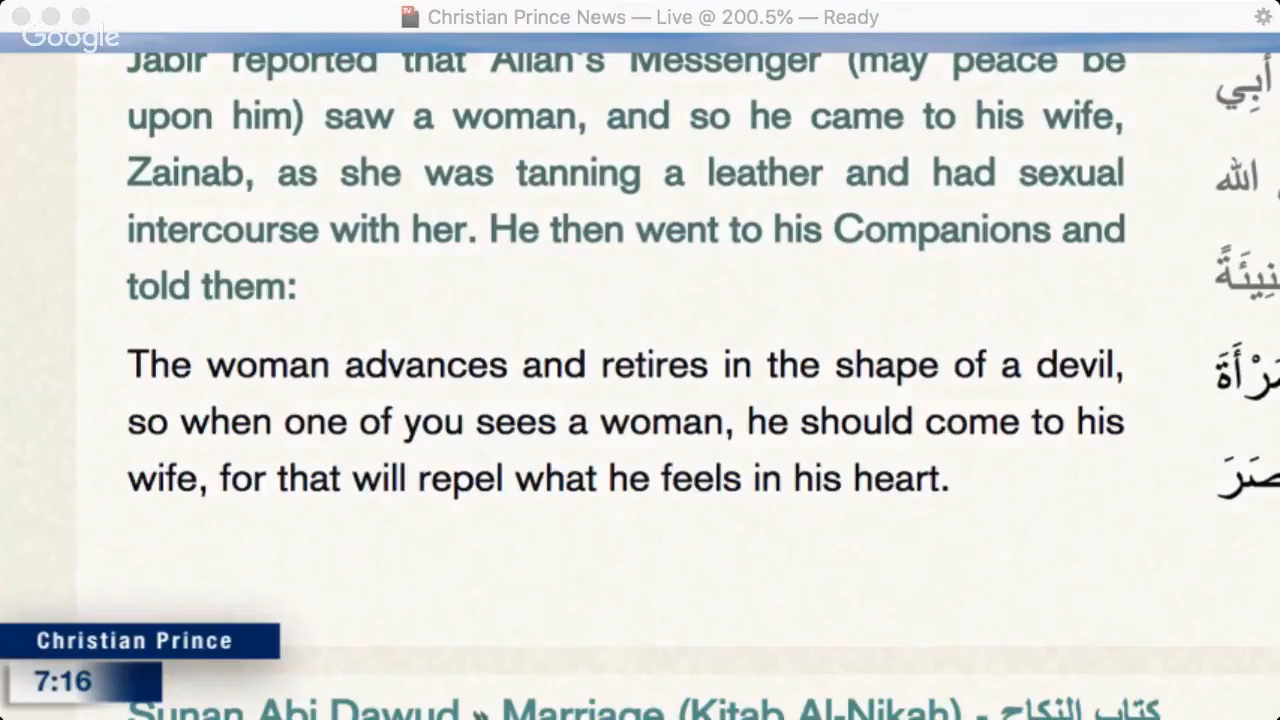 Christian Prince News — Live @ 200.5% — Ready
Google
Jabir reported that Allah's Messenger (may peace be
upon him) saw a woman, and so he came to his wife,
Zainab, as she was tanning a leather and had sexual
intercourse with her. He then went to his Companions and
told them:
The woman advances and retires in the shape of a devil,
so when one of you sees a woman, he should come to his
wife, for that will repel what he feels in his heart.
أَبِي
الله
Christian Prince
7:16
Sunan Abi Dawud » Marriage (Kitab Al-Nikah) - كتاب النكاح